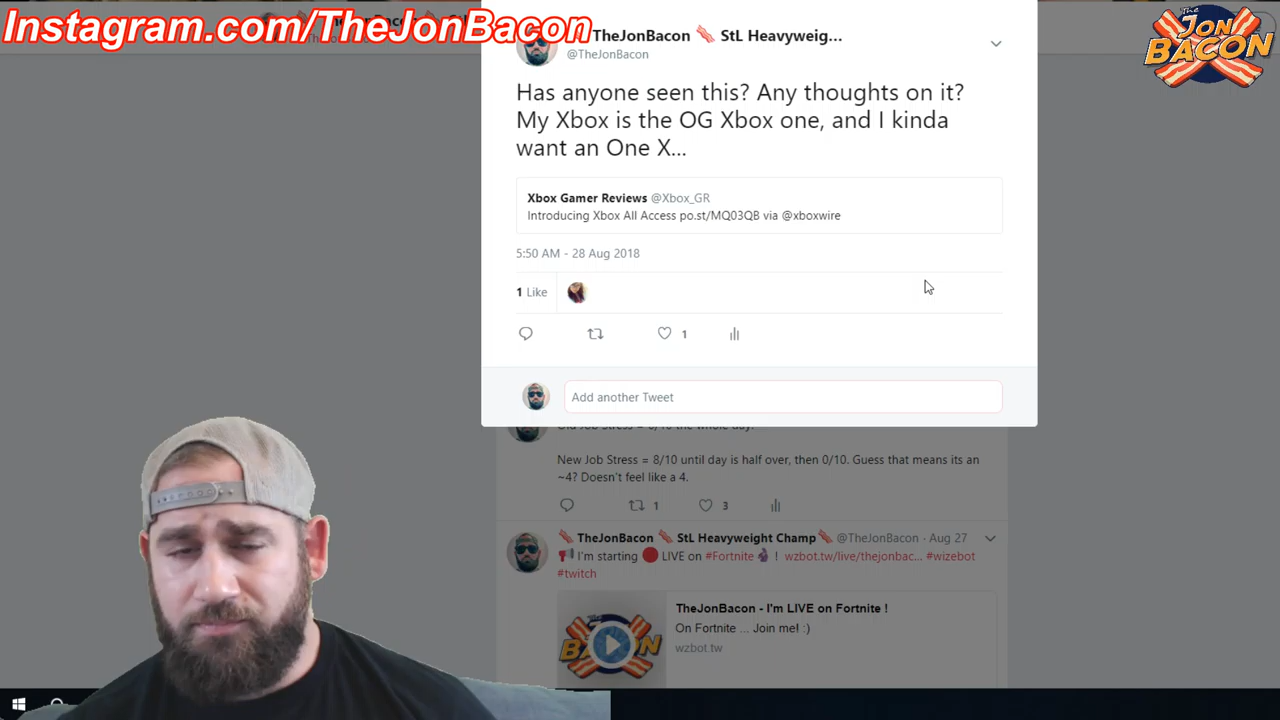 Instagram.com/TheJonBacon
The
JON
BACON
TheJonBacon StL Heavyweig...
@TheJonBacon
Has anyone seen this? Any thoughts on it?
My Xbox is the OG Xbox one, and I kinda
want an One X...
Xbox Gamer Reviews @Xbox_GR
Introducing Xbox All Access po.st/MQ03QB via @xboxwire
5:50 AM - 28 Aug 2018
1 Like
1
Add another Tweet
New Job Stress = 8/10 until day is half over, then 0/10. Guess that means its an
~4? Doesn't feel like a 4.
1 3
TheJonBacon StL Heavyweight Champ @TheJonBacon - Aug 27
I'm starting LIVE on #Fortnite ! wzbot.tw/live/thejonbac... #wizebot
#twitch
The
BACON
TheJonBacon - I'm LIVE on Fortnite !
On Fortnite ... Join me! :)
wzbot.tw